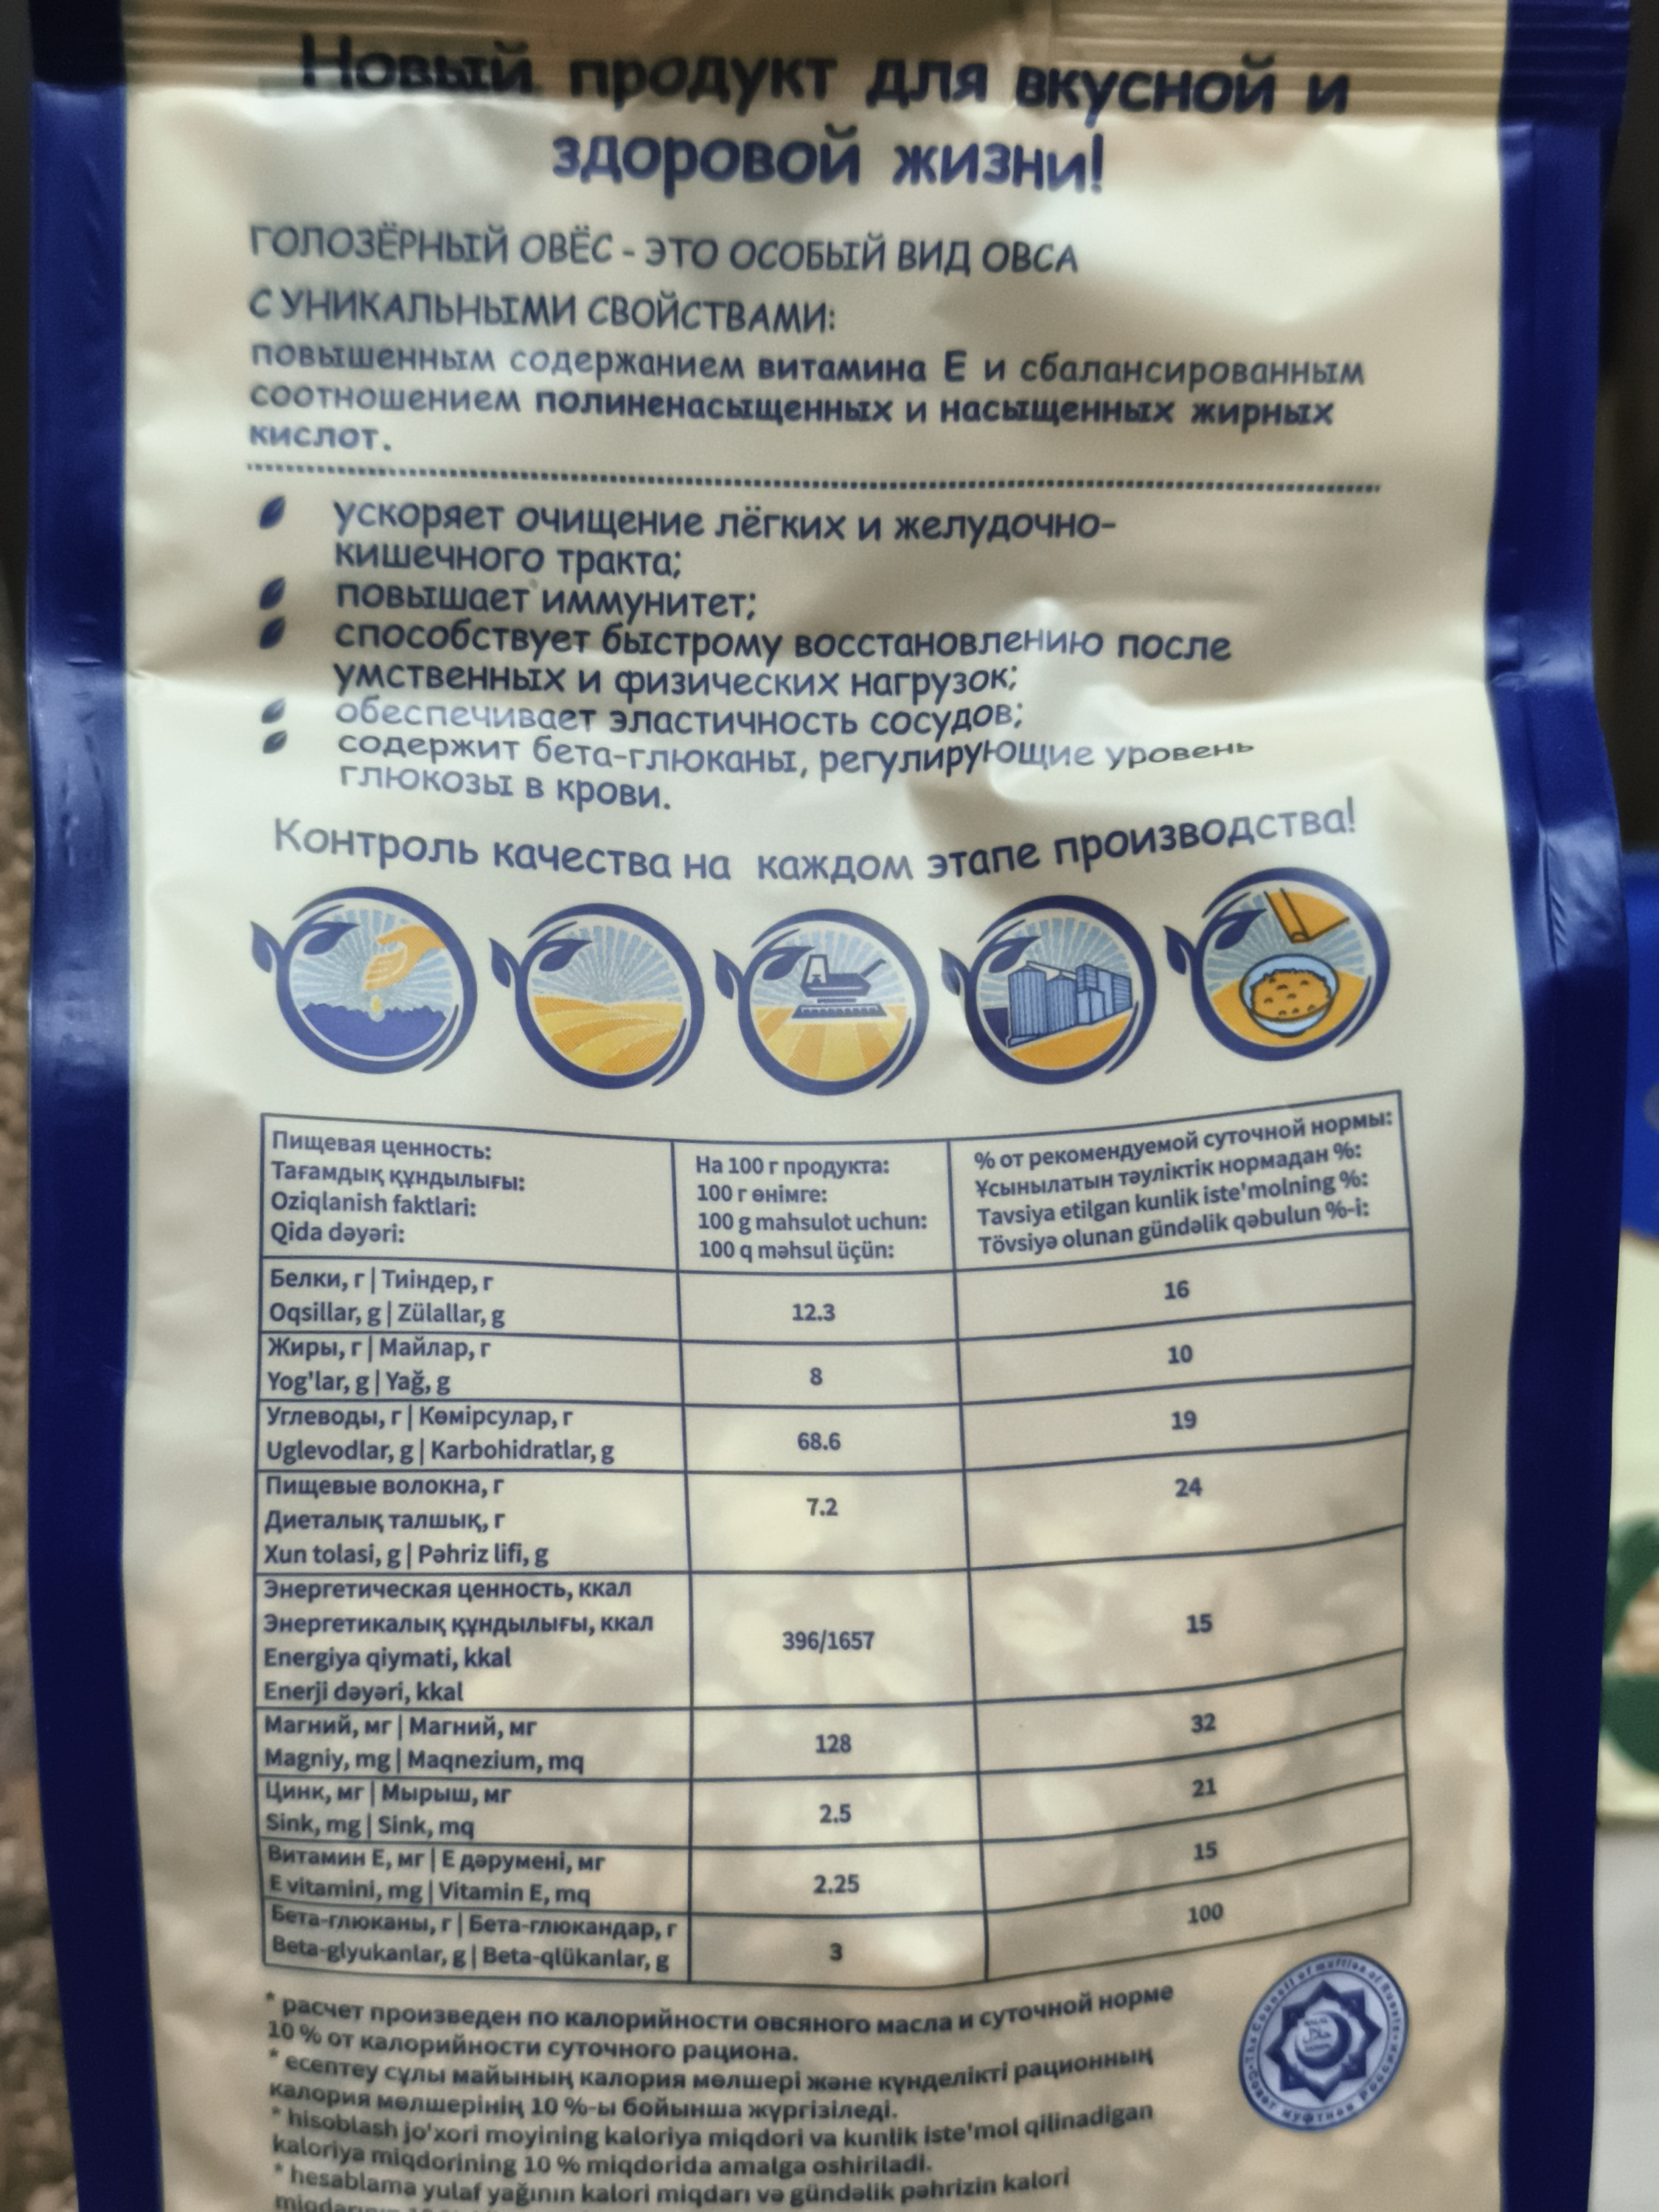 Новый продукт для вкусной и
здоровой жизни!
ГОЛОЗЁРНЫЙ ОВЁС - ЭТО ОСОБЫЙ ВИД ОВСА
С УНИКАЛЬНЫМИ СВОЙСТВАМИ:
повышенным содержанием витамина Е и сбалансированным
соотношением полиненасыщенных и насыщенных жирных
кислот.
ускоряет очищение лёгких и желудочно-
кишечного тракта;
повышает иммунитет;
способствует быстрому восстановлению после
умственных и физических нагрузок;
обеспечивает эластичность сосудов;
содержит бета-глюканы, регулирующие уровень
глюкозы в крови.
Контроль качества на каждом этапе производства!
Пищевая ценность:
Тағамдық құндылығы:
Oziqlanish faktlari:
Qida dəyəri:
На 100 г продукта:
100 г өнімге:
100 g mahsulot uchun:
100 q məhsul üçün:
% от рекомендуемой суточной нормы:
Ұсынылатын тәуліктік нормадан %:
Tavsiya etilgan kunlik iste'molning %:
Tövsiyə olunan gündəlik qəbulun %-i:
Белки, г | Тиіндер, г
Oqsillar, g | Zülallar, g
12.3
16
Жиры, г | Майлар, г
Yog'lar, g | Yağ, g
8
10
Углеводы, г | Көмірсулар, г
Uglevodlar, g | Karbohidratlar, g
68.6
19
Пищевые волокна, г
Диеталық талшық, г
Xun tolasi, g | Pəhriz lifi, g
7.2
24
Энергетическая ценность, ккал
Энергетикалық құндылығы, ккал
Energiya qiymati, kkal
Enerji dəyəri, kkal
396/1657
15
Магний, мг | Магний, мг
Magniy, mg | Maqnezium, mq
128
32
Цинк, мг | Мырыш, мг
Sink, mg | Sink, mq
2.5
21
Витамин Е, мг | Е дәрумені, мг
E vitamini, mg | Vitamin E, mq
2.25
15
Бета-глюканы, г | Бета-глюкандар, г
Beta-glyukanlar, g | Beta-qlükanlar, g
3
100
* расчет произведен по калорийности овсяного масла и суточной норме
10 % от калорийности суточного рациона.
* есептеу сұлы майының калория мөлшері және күнделікті рационның
калория мөлшерінің 10 %-ы бойынша жүргізіледі.
* hisoblash jo'xori moyining kaloriya miqdori va kunlik iste'mol qilinadigan
kaloriya miqdorining 10 % miqdorida amalga oshiriladi.
* hesablama yulaf yağının kalori miqdarı və gündəlik pəhrizin kalori
The Council of mufties of Russia
Совет муфтиев России